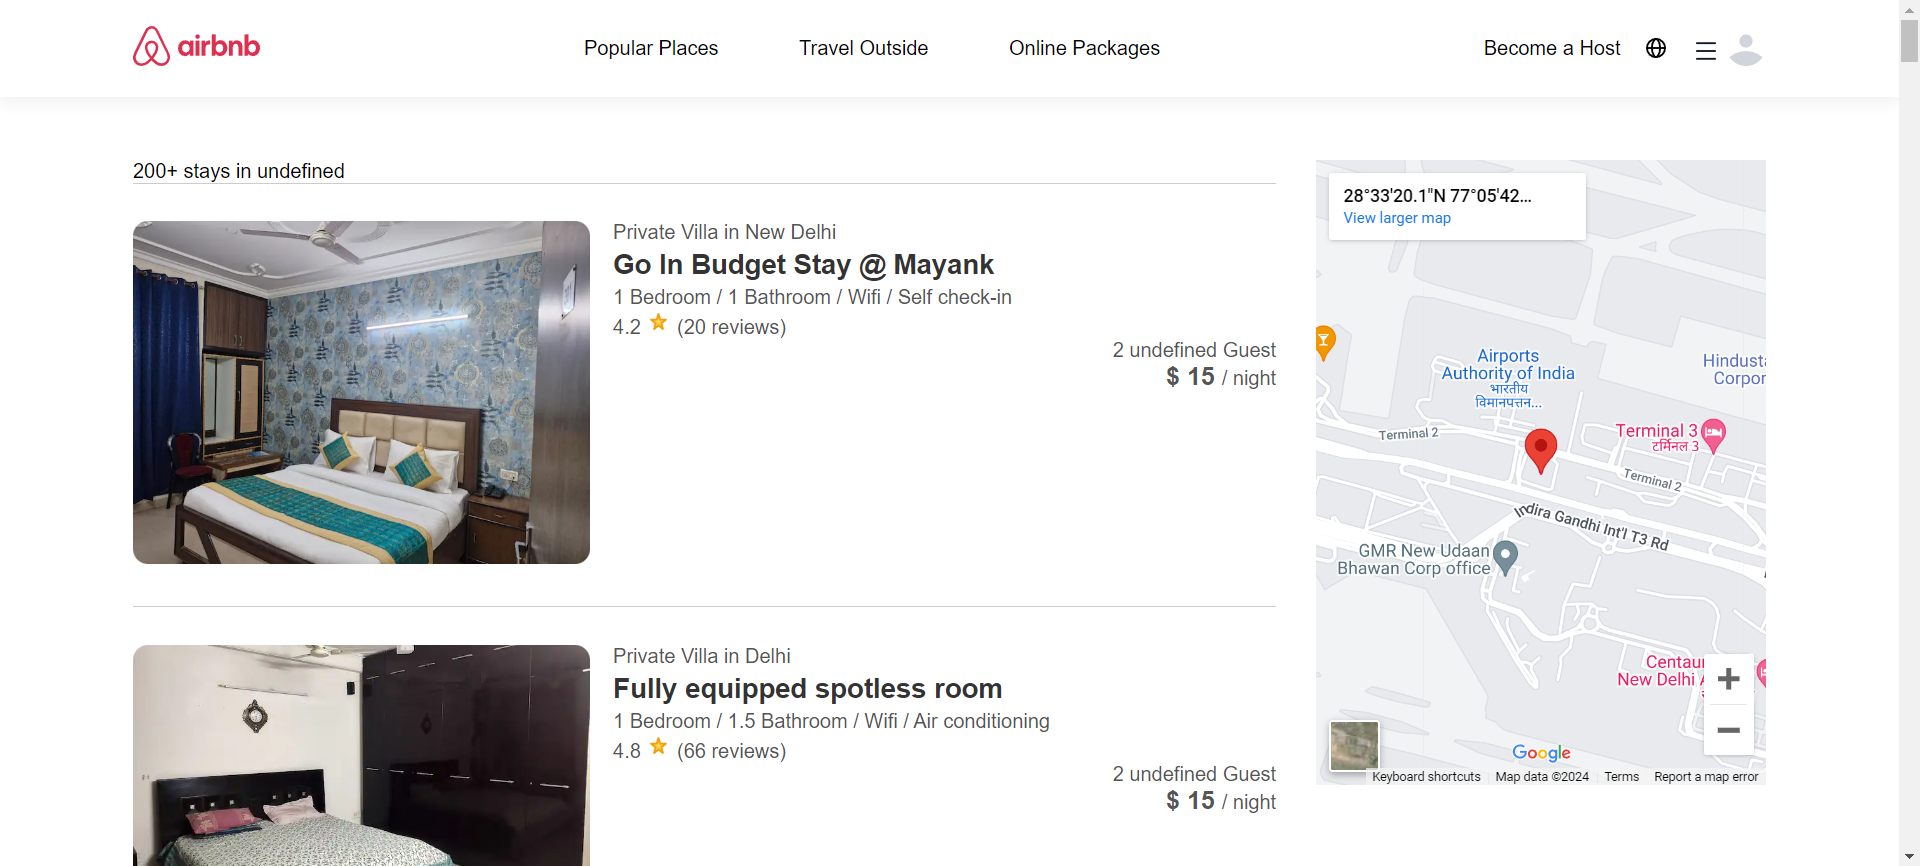 airbnb
Popular Places
Travel Outside
Online Packages
Become a Host
200+ stays in undefined
Private Villa in New Delhi
Go In Budget Stay @ Mayank
1 Bedroom / 1 Bathroom / Wifi / Self check-in
4.2 (20 reviews)
2 undefined Guest
$ 15 / night
Private Villa in Delhi
Fully equipped spotless room
1 Bedroom / 1.5 Bathroom / Wifi / Air conditioning
4.8 (66 reviews)
2 undefined Guest
$ 15 / night
28°33'20.1"N 77°05'42...
View larger map
Airports
Authority of India
भारतीय
विमानपत्तन...
Hindust
Corpor
Terminal 2
Terminal 3
टर्मिनल 3
Terminal 2
Indira Gandhi Int'l T3 Rd
GMR New Udaan
Bhawan Corp office
Centaur
New Delhi
Google
Keyboard shortcuts
Map data ©2024
Terms
Report a map error